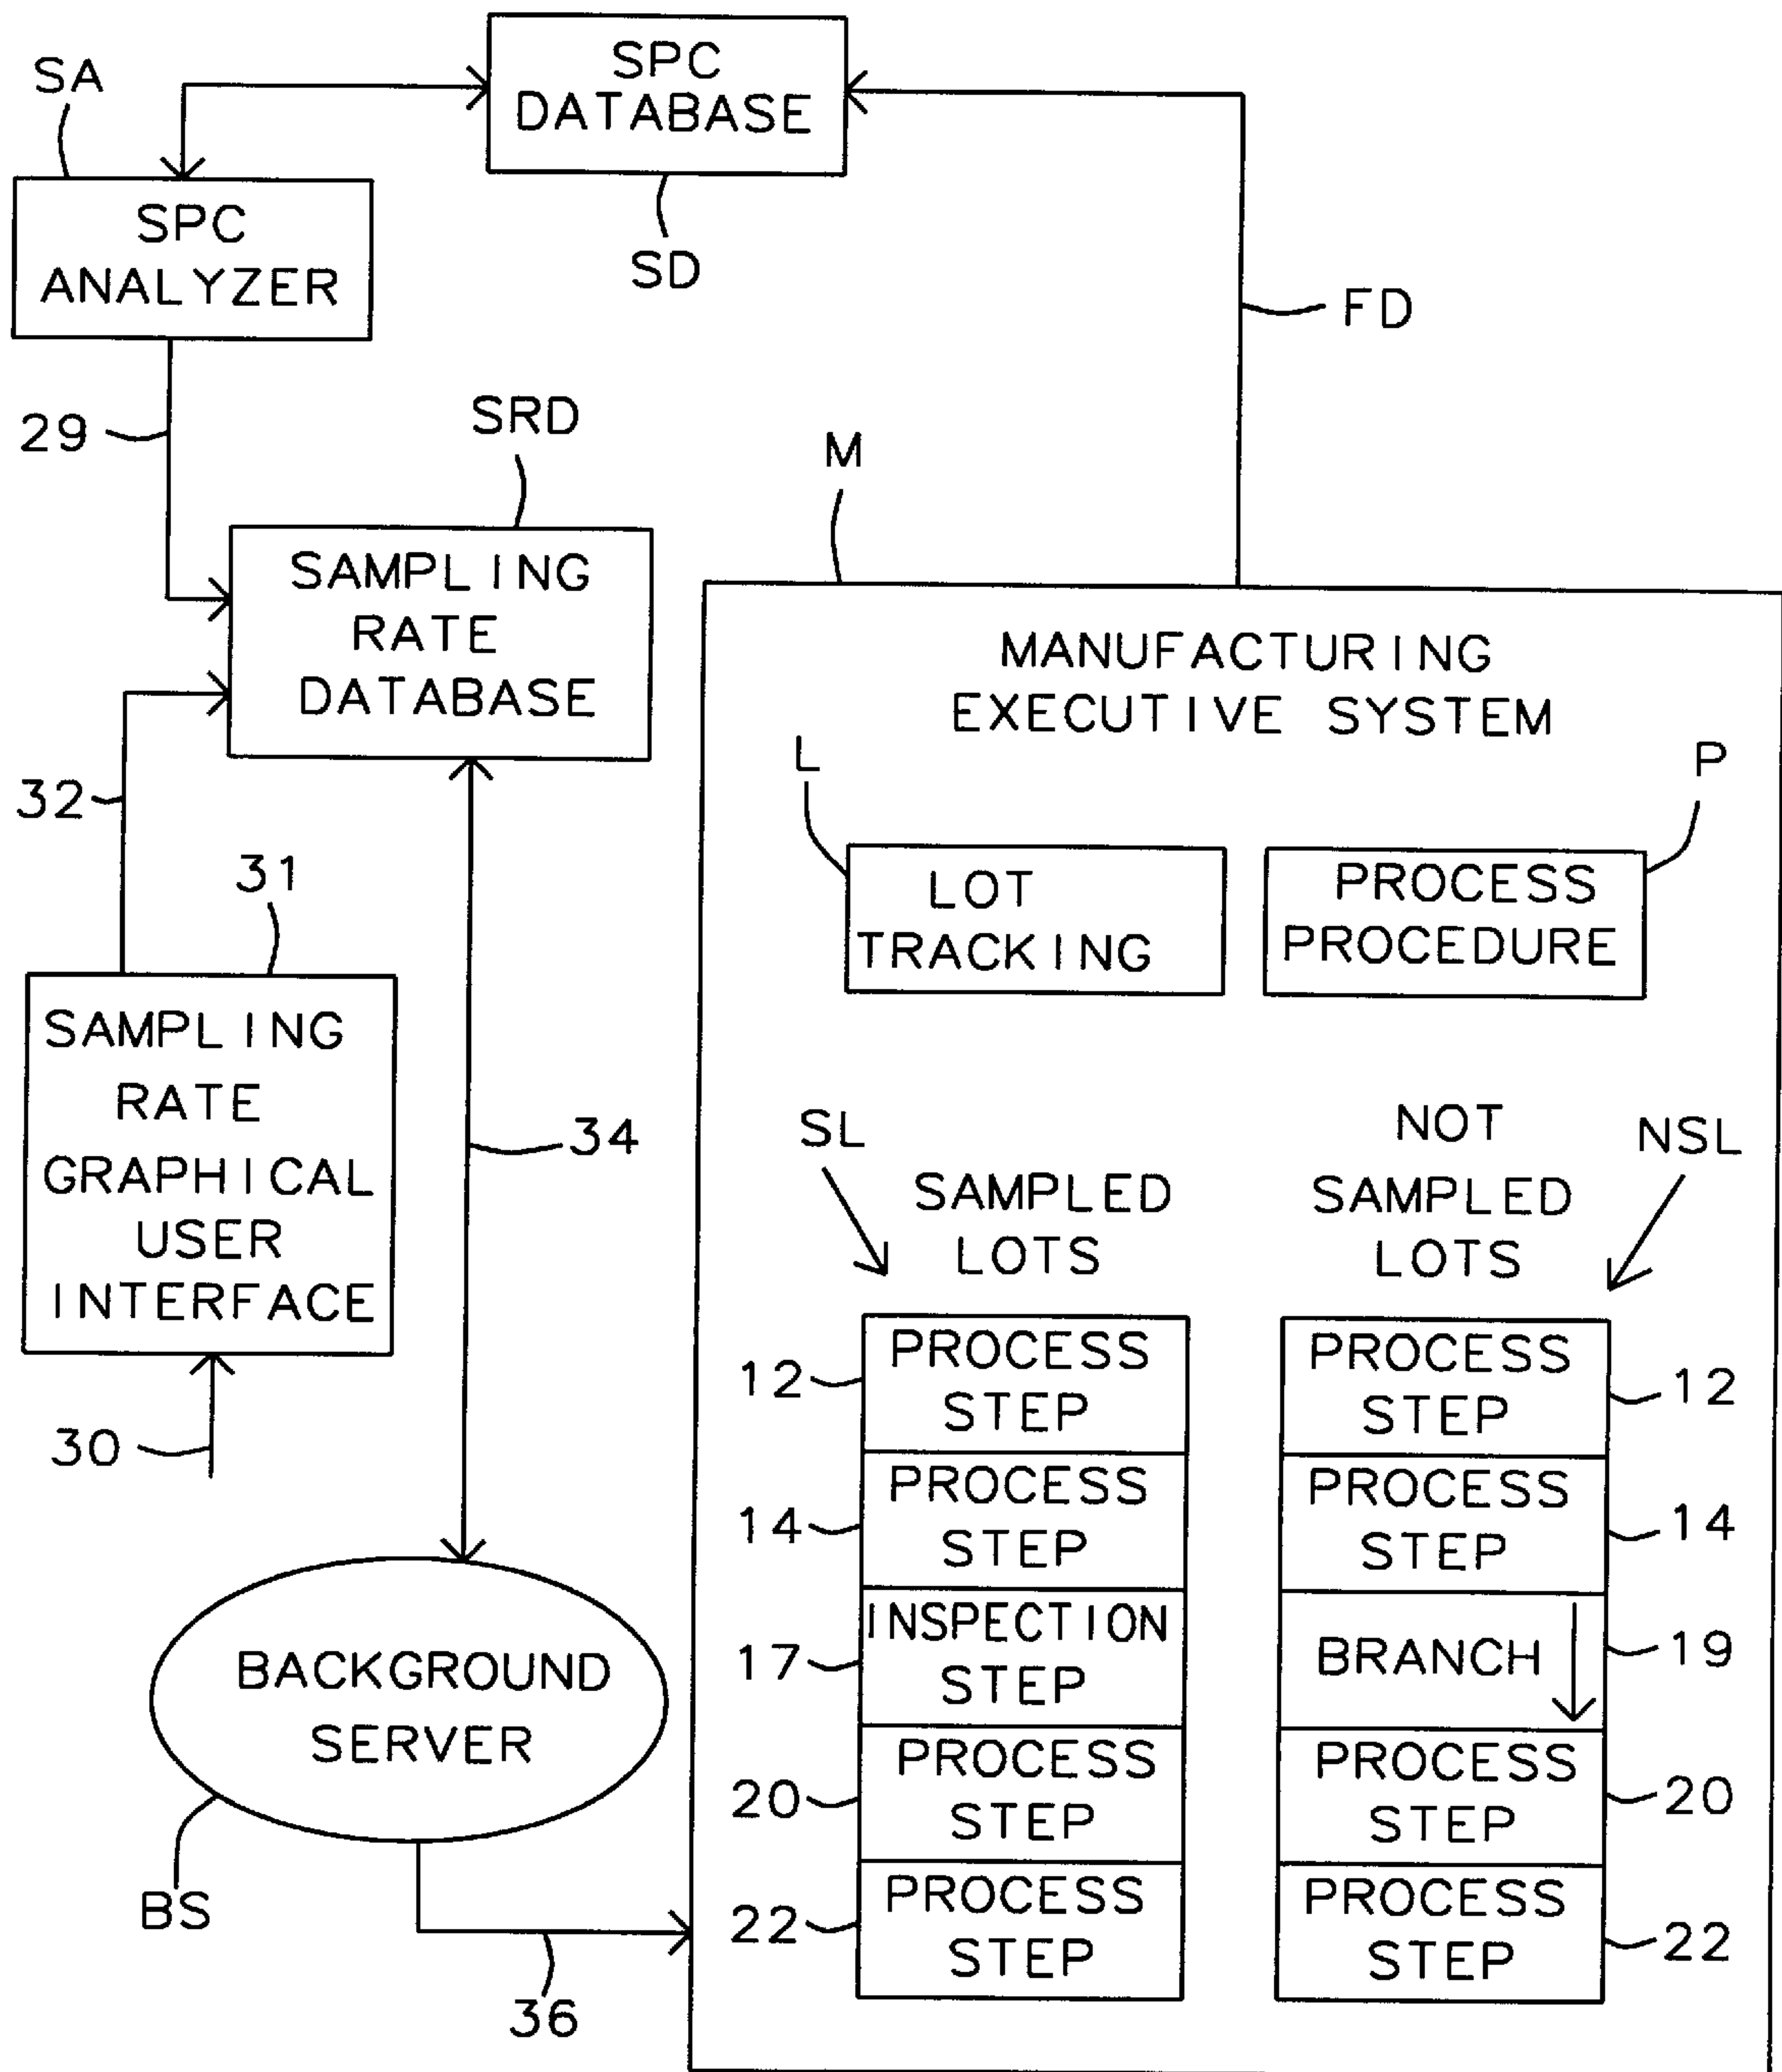 SPC
DATABASE
SA
SPC
ANALYZER
SD
FD
29
SRD
M
SAMPLING
RATE
DATABASE
MANUFACTURING
EXECUTIVE SYSTEM
L
P
32
31
LOT
TRACKING
PROCESS
PROCEDURE
SAMPLING
RATE
GRAPHICAL
USER
INTERFACE
34
SL
SAMPLED
LOTS
NOT
SAMPLED
LOTS
NSL
30
12
PROCESS
STEP
PROCESS
STEP
12
14
PROCESS
STEP
PROCESS
STEP
14
17
INSPECTION
STEP
BRANCH
19
BACKGROUND
SERVER
20
PROCESS
STEP
PROCESS
STEP
20
BS
22
PROCESS
STEP
PROCESS
STEP
22
36